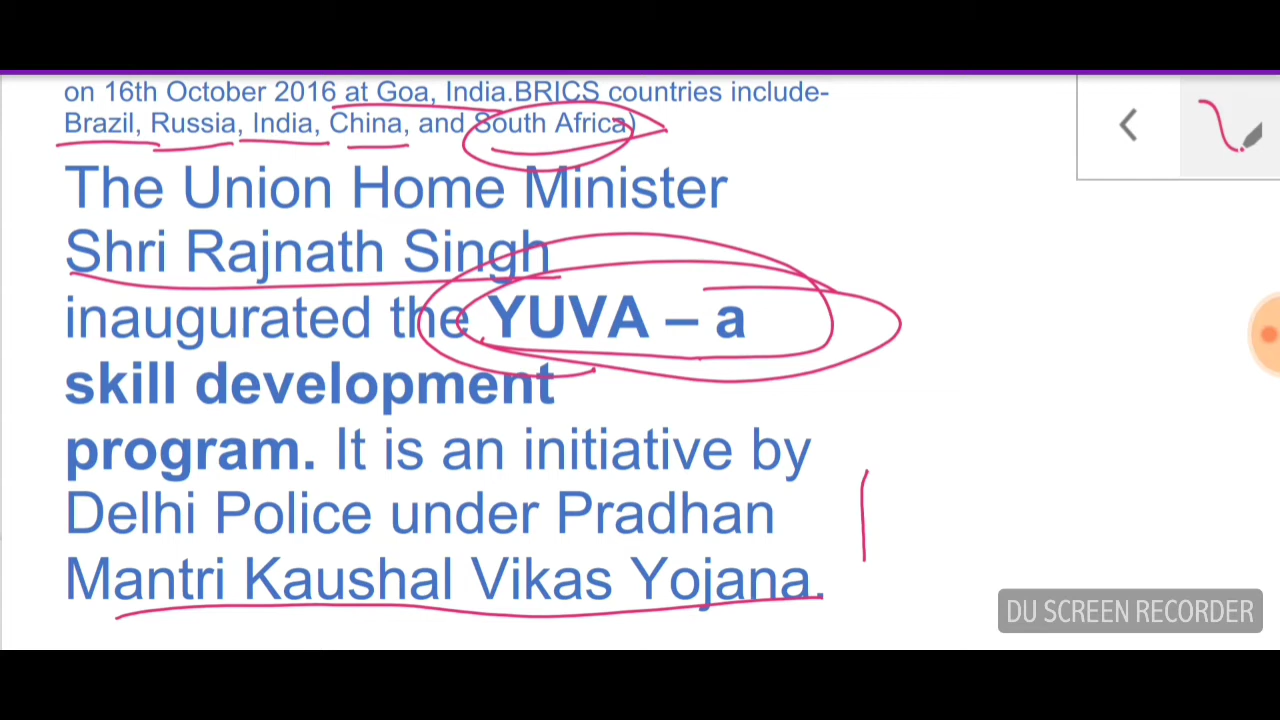 on 16th October 2016 at Goa, India.BRICS countries include-
Brazil, Russia, India, China, and South Africa)
The Union Home Minister
Shri Rajnath Singh
inaugurated the YUVA – a
skill development
program. It is an initiative by
Delhi Police under Pradhan
Mantri Kaushal Vikas Yojana.
DU SCREEN RECORDER